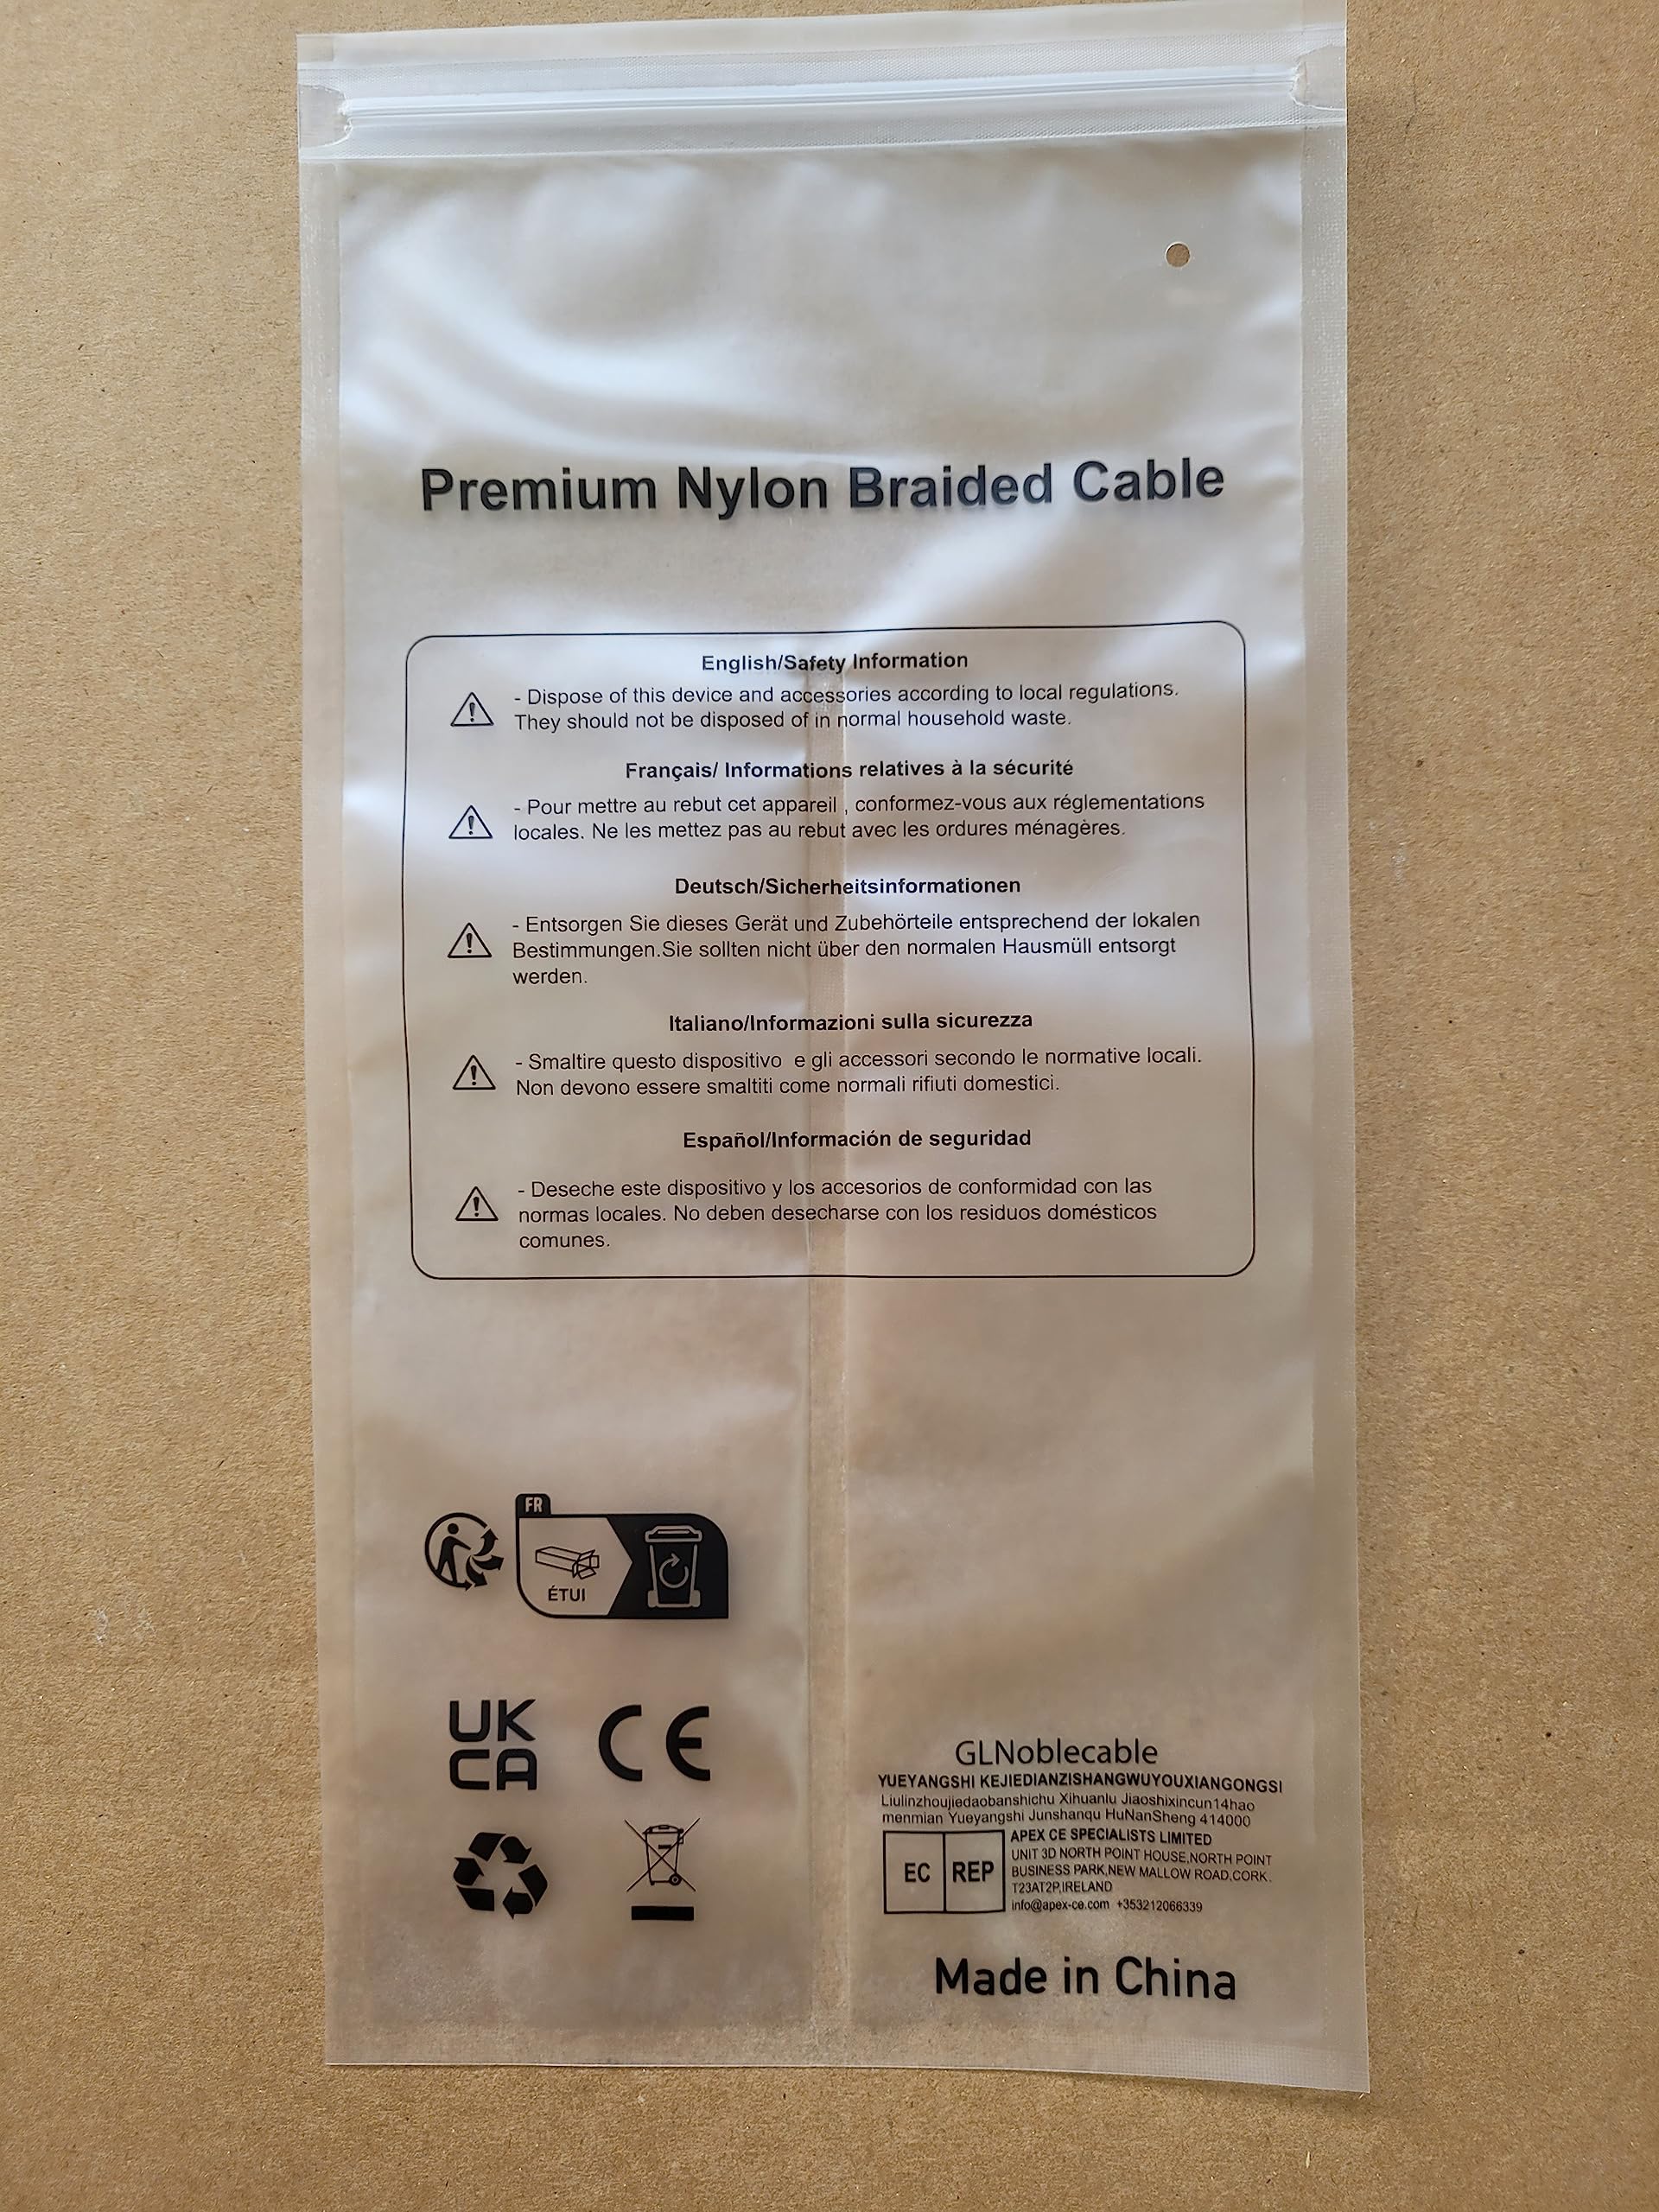 Premium Nylon Braided Cable
English/Safety Information
- Dispose of this device and accessories according to local regulations.
They should not be disposed of in normal household waste.
Français/ Informations relatives à la sécurité
- Pour mettre au rebut cet appareil , conformez-vous aux réglementations
locales. Ne les mettez pas au rebut avec les ordures ménagères.
Deutsch/Sicherheitsinformationen
- Entsorgen Sie dieses Gerät und Zubehörteile entsprechend der lokalen
Bestimmungen.Sie sollten nicht über den normalen Hausmüll entsorgt
werden.
Italiano/Informazioni sulla sicurezza
- Smaltire questo dispositivo e gli accessori secondo le normative locali.
Non devono essere smaltiti come normali rifiuti domestici.
Español/Información de seguridad
- Deseche este dispositivo y los accesorios de conformidad con las
normas locales. No deben desecharse con los residuos domésticos
comunes.
FR
ÉTUI
UK
CA
CE
GLNoblecable
YUEYANGSHI KEJIEDIANZISHANGWUYOUXIANGONGSI
Liulinzhoujiedaobanshichu Xihuanlu Jiaoshixincun14hao
menmian Yueyangshi Junshanqu HuNanSheng 414000
EC REP
APEX CE SPECIALISTS LIMITED
UNIT 3D NORTH POINT HOUSE,NORTH POINT
BUSINESS PARK,NEW MALLOW ROAD,CORK.
T23AT2P,IRELAND
info@apex-ce.com +353212066339
Made in China